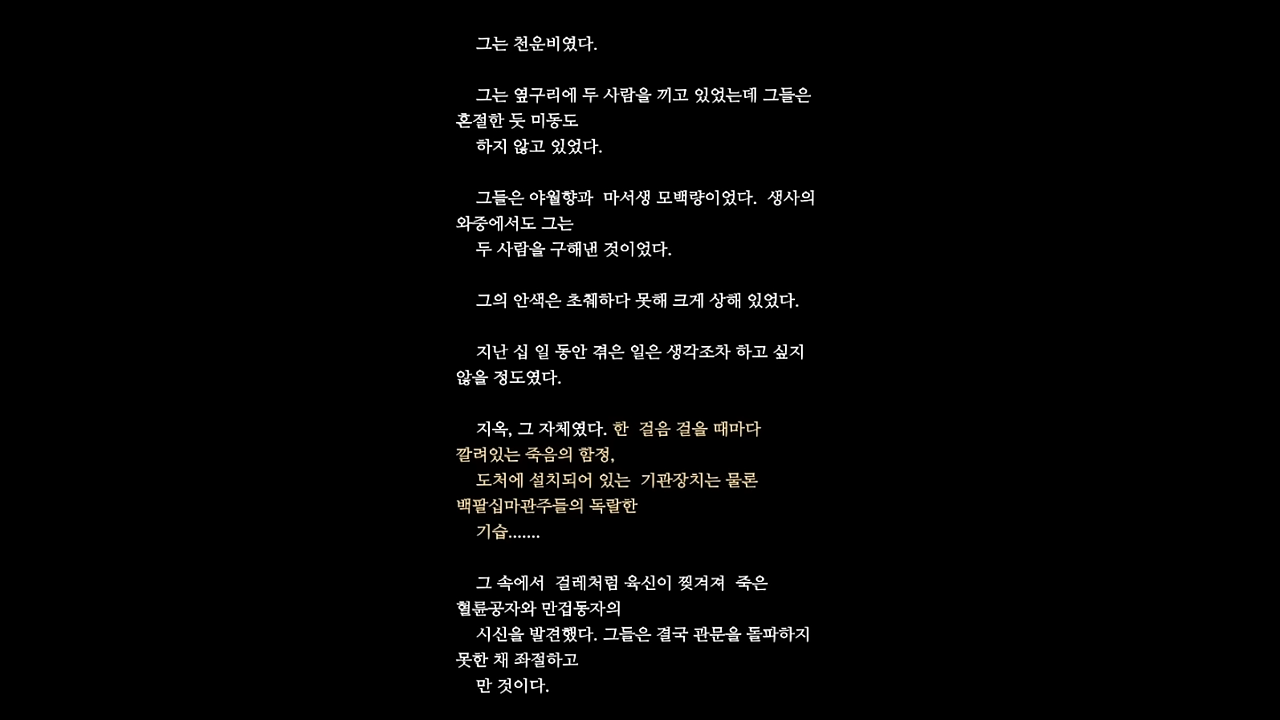 그는 천운비였다.
그는 옆구리에 두 사람을 끼고 있었는데 그들은
혼절한 듯 미동도
하지 않고 있었다.
그들은 야월향과 마서생 모백량이었다. 생사의
와중에서도 그는
두 사람을 구해낸 것이었다.
그의 안색은 초췌하다 못해 크게 상해 있었다.
지난 십 일 동안 겪은 일은 생각조차 하고 싶지
않을 정도였다.
지옥, 그 자체였다. 한 걸음 걸을 때마다
깔려있는 죽음의 함정,
도처에 설치되어 있는 기관장치는 물론
백팔십마관주들의 독랄한
기습.......
그 속에서 걸레처럼 육신이 찢겨져 죽은
혈륜공자와 만겁동자의
시신을 발견했다. 그들은 결국 관문을 돌파하지
못한 채 좌절하고
만 것이다.